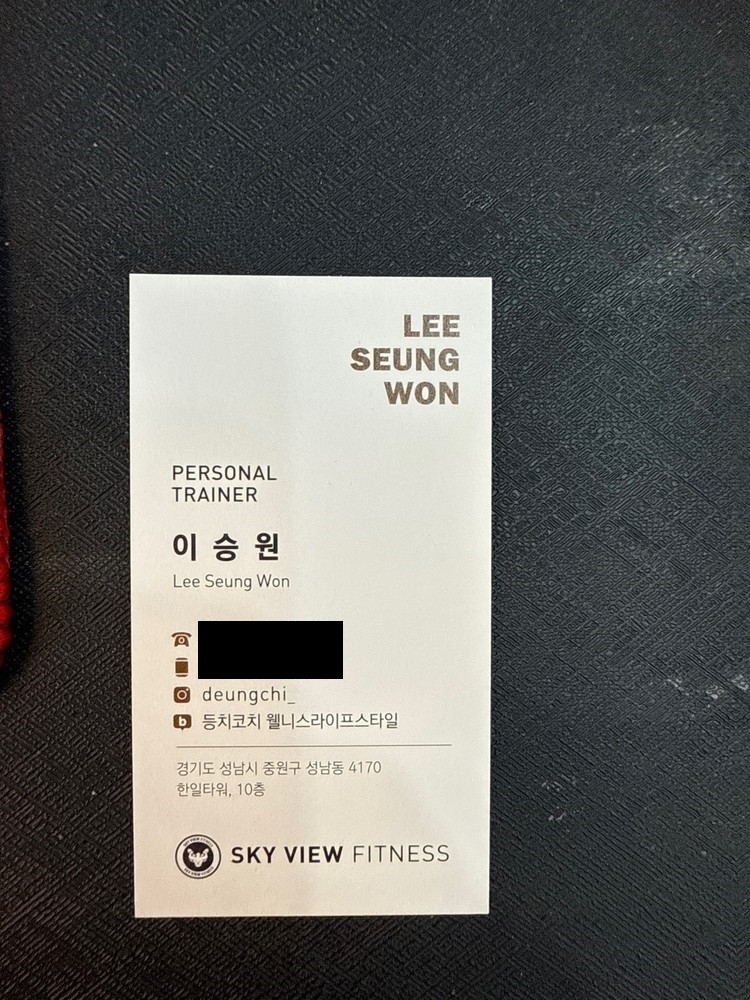 LEE
SEUNG
WON
PERSONAL
TRAINER
이 승 원
Lee Seung Won
deungchi_
등치코치 웰니스라이프스타일
경기도 성남시 중원구 성남동 4170
한일타워, 10층
SKY VIEW FITNESS